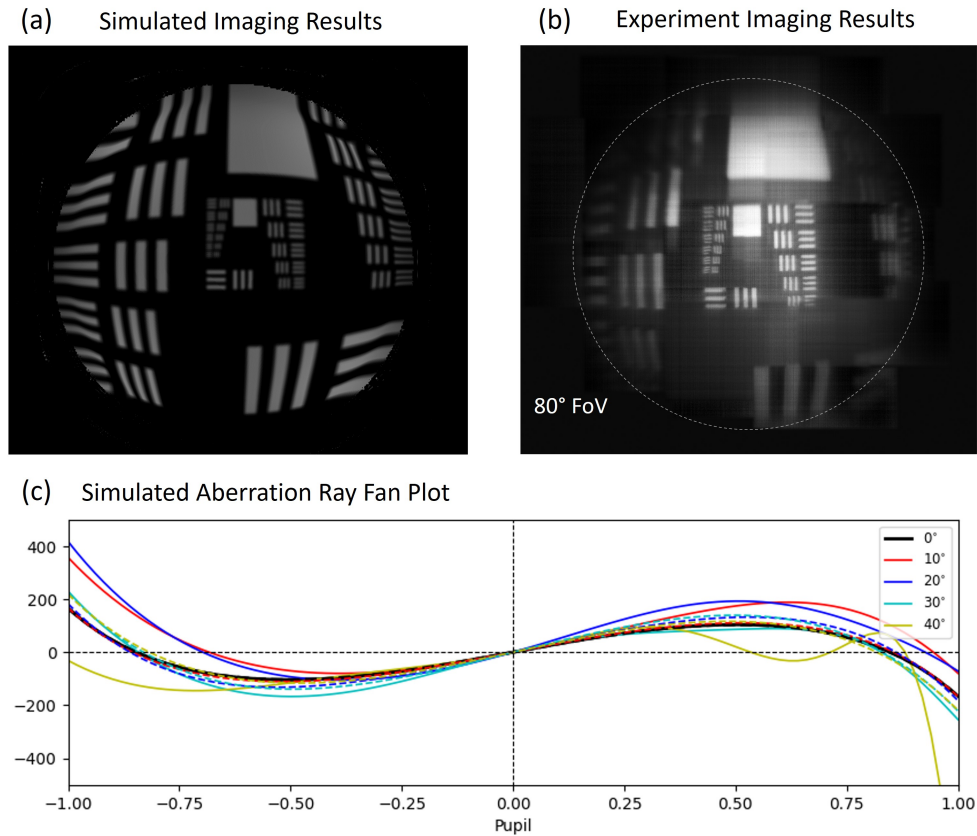 (a) Simulated Imaging Results
(b) Experiment Imaging Results
80° FoV
(c) Simulated Aberration Ray Fan Plot
400
200
0
−200
−400
0°
10°
20°
30°
40°
−1.00 −0.75 −0.50 −0.25 0.00 0.25 0.50 0.75 1.00
Pupil